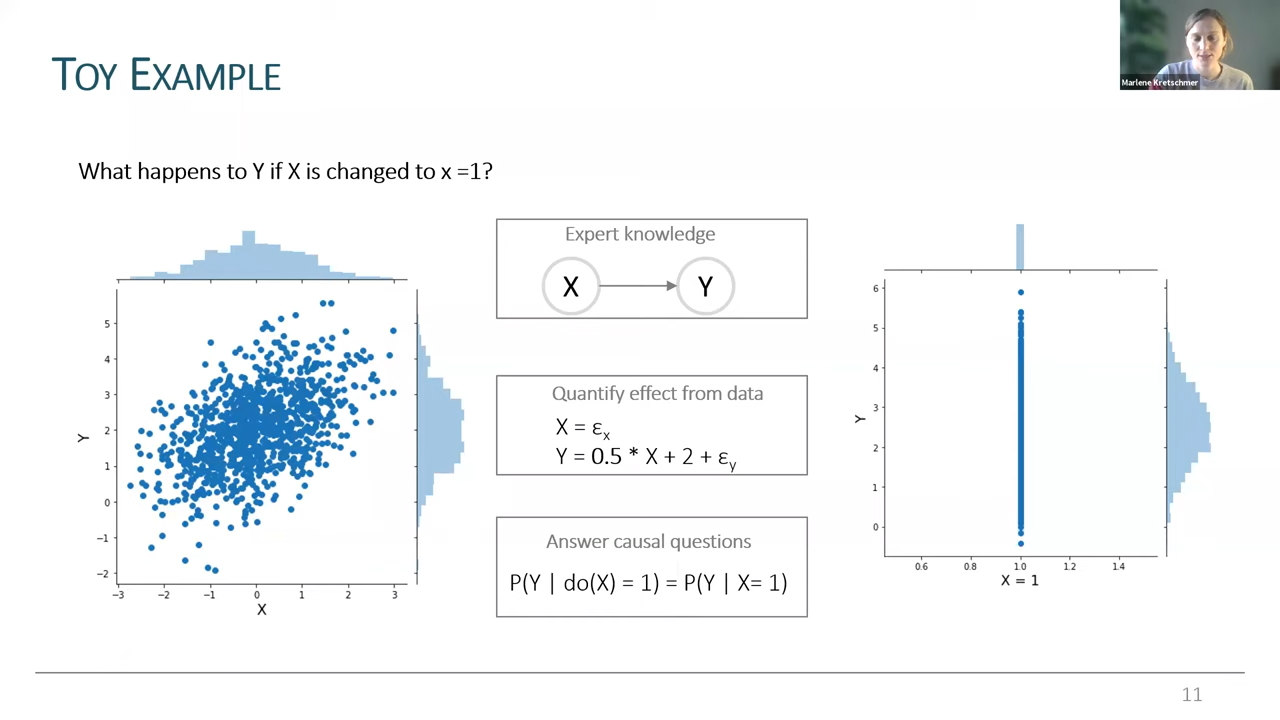 TOY EXAMPLE
Marlene Kretschmer
What happens to Y if X is changed to x =1?
Expert knowledge
X
Y
Quantify effect from data
X = εx
Y = 0.5 * X + 2 + εy
Answer causal questions
P(Y | do(X) = 1) = P(Y | X= 1)
5
4
3
2
1
0
−1
−2
Y
−3 −2 −1 0 1 2 3
X
6
5
4
3
2
1
0
Y
0.6 0.8 1.0 1.2 1.4
X = 1
11